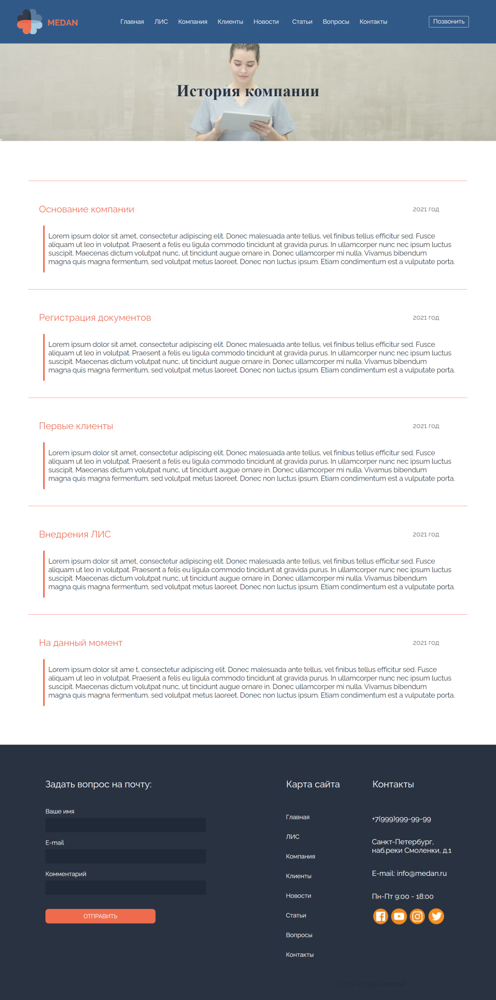 MEDAN
Главная ЛИС Компания Клиенты Новости Статьи Вопросы Контакты
Позвонить
История компании
Основание компании
2021 год
Lorem ipsum dolor sit amet, consectetur adipiscing elit. Donec malesuada ante tellus, vel finibus tellus efficitur sed. Fusce
aliquam ut leo in volutpat. Praesent a felis eu ligula commodo tincidunt at gravida purus. In ullamcorper nunc nec ipsum luctus
suscipit. Maecenas dictum volutpat nunc, ut tincidunt augue ornare in. Donec ullamcorper mi nulla. Vivamus bibendum
magna quis magna fermentum, sed volutpat metus laoreet. Donec non luctus ipsum. Etiam condimentum est a vulputate porta.
Регистрация документов
2021 год
Lorem ipsum dolor sit amet, consectetur adipiscing elit. Donec malesuada ante tellus, vel finibus tellus efficitur sed. Fusce
aliquam ut leo in volutpat. Praesent a felis eu ligula commodo tincidunt at gravida purus. In ullamcorper nunc nec ipsum luctus
suscipit. Maecenas dictum volutpat nunc, ut tincidunt augue ornare in. Donec ullamcorper mi nulla. Vivamus bibendum
magna quis magna fermentum, sed volutpat metus laoreet. Donec non luctus ipsum. Etiam condimentum est a vulputate porta.
Первые клиенты
2021 год
Lorem ipsum dolor sit amet, consectetur adipiscing elit. Donec malesuada ante tellus, vel finibus tellus efficitur sed. Fusce
aliquam ut leo in volutpat. Praesent a felis eu ligula commodo tincidunt at gravida purus. In ullamcorper nunc nec ipsum luctus
suscipit. Maecenas dictum volutpat nunc, ut tincidunt augue ornare in. Donec ullamcorper mi nulla. Vivamus bibendum
magna quis magna fermentum, sed volutpat metus laoreet. Donec non luctus ipsum. Etiam condimentum est a vulputate porta.
Внедрения ЛИС
2021 год
Lorem ipsum dolor sit amet, consectetur adipiscing elit. Donec malesuada ante tellus, vel finibus tellus efficitur sed. Fusce
aliquam ut leo in volutpat. Praesent a felis eu ligula commodo tincidunt at gravida purus. In ullamcorper nunc nec ipsum luctus
suscipit. Maecenas dictum volutpat nunc, ut tincidunt augue ornare in. Donec ullamcorper mi nulla. Vivamus bibendum
magna quis magna fermentum, sed volutpat metus laoreet. Donec non luctus ipsum. Etiam condimentum est a vulputate porta.
На данный момент
2021 год
Lorem ipsum dolor sit ame t, consectetur adipiscing elit. Donec malesuada ante tellus, vel finibus tellus efficitur sed. Fusce
aliquam ut leo in volutpat. Praesent a felis eu ligula commodo tincidunt at gravida purus. In ullamcorper nunc nec ipsum luctus
suscipit. Maecenas dictum volutpat nunc, ut tincidunt augue ornare in. Donec ullamcorper mi nulla. Vivamus bibendum
magna quis magna fermentum, sed volutpat metus laoreet. Donec non luctus ipsum. Etiam condimentum est a vulputate porta.
Задать вопрос на почту:
Ваше имя
E-mail
Комментарий
ОТПРАВИТЬ
Карта сайта
Главная
ЛИС
Компания
Клиенты
Новости
Статьи
Вопросы
Контакты
Контакты
+7(999)999-99-99
Санкт-Петербург,
наб.реки Смоленки, д.1
E-mail: info@medan.ru
Пн-Пт 9:00 - 18:00
@2021 All rights reserved